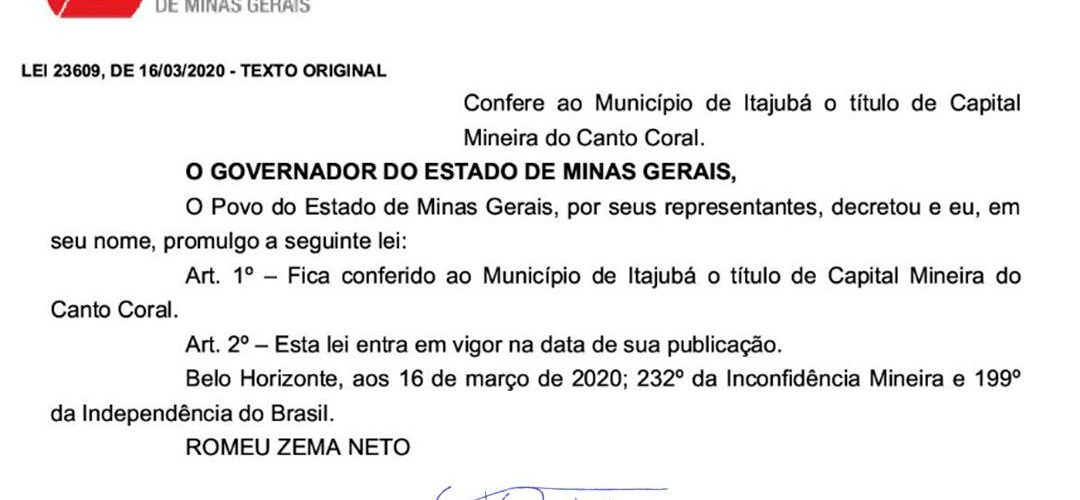 DE MINAS GERAIS
LEI 23609, DE 16/03/2020 - TEXTO ORIGINAL
Confere ao Município de Itajubá o título de Capital
Mineira do Canto Coral.
O GOVERNADOR DO ESTADO DE MINAS GERAIS,
O Povo do Estado de Minas Gerais, por seus representantes, decretou e eu, em
seu nome, promulgo a seguinte lei:
Art. 1º – Fica conferido ao Município de Itajubá o título de Capital Mineira do
Canto Coral.
Art. 2º – Esta lei entra em vigor na data de sua publicação.
Belo Horizonte, aos 16 de março de 2020; 232º da Inconfidência Mineira e 199º
da Independência do Brasil.
ROMEU ZEMA NETO